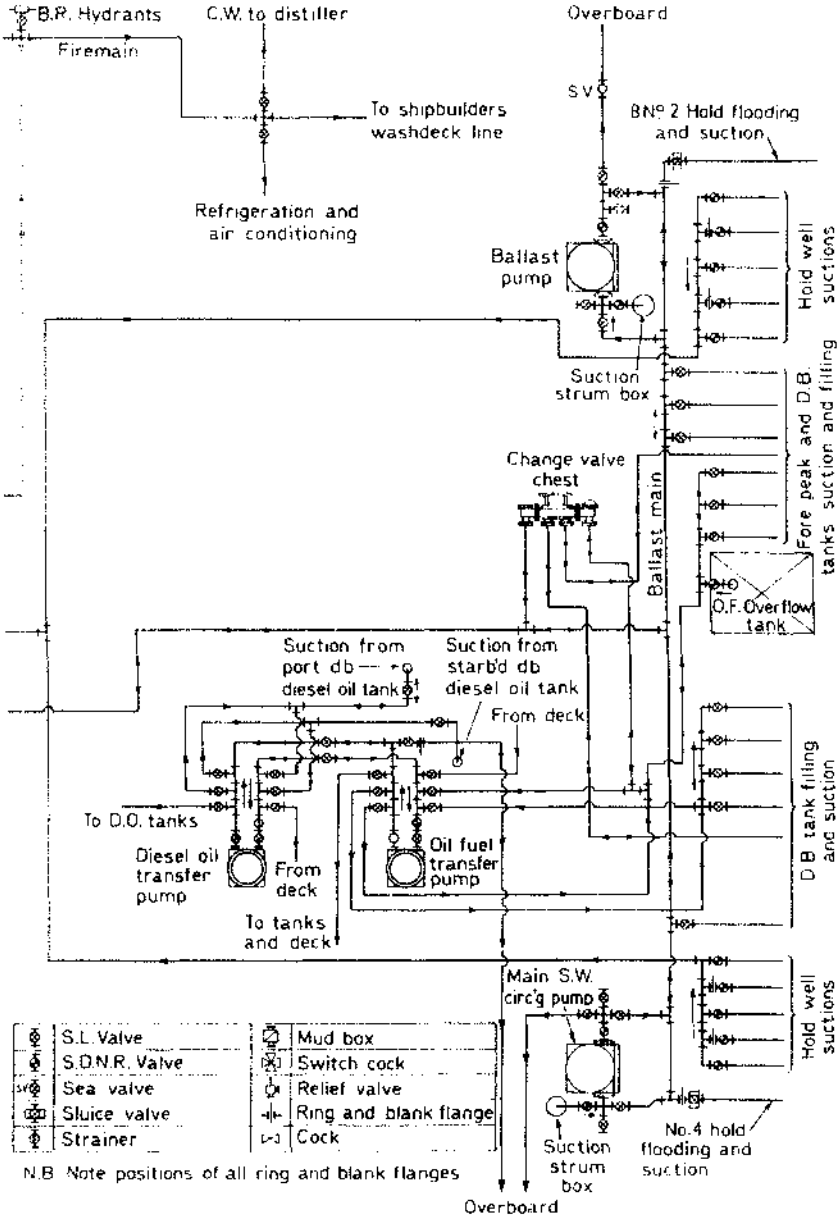 B.R. Hydrants
Firemain
C.W. to distiller
To shipbuilders
washdeck line
Refrigeration and
air conditioning
Overboard
SV
BNº 2 Hold flooding
and suction
Ballast
pump
Suction
strum box
Hold well
suctions
Fore peak and D.B.
tanks suction and filling
Change valve
chest
Ballast main
O.F. Overflow
tank
Suction from
port db
diesel oil tank
Suction from
starb'd db
diesel oil tank
From deck
To D.O. tanks
Diesel oil
transfer
pump
From
deck
Oil fuel
transfer
pump
To tanks
and deck
D B tank filling
and suction
Main S.W.
circ'g pump
Hold well
suctions
Suction
strum
box
No. 4 hold
flooding and
suction
Overboard
S.L. Valve
S.D.N.R. Valve
SV
Sea valve
Sluice valve
Strainer
Mud box
Switch cock
Relief valve
Ring and blank flange
Cock
N.B. Note positions of all ring and blank flanges